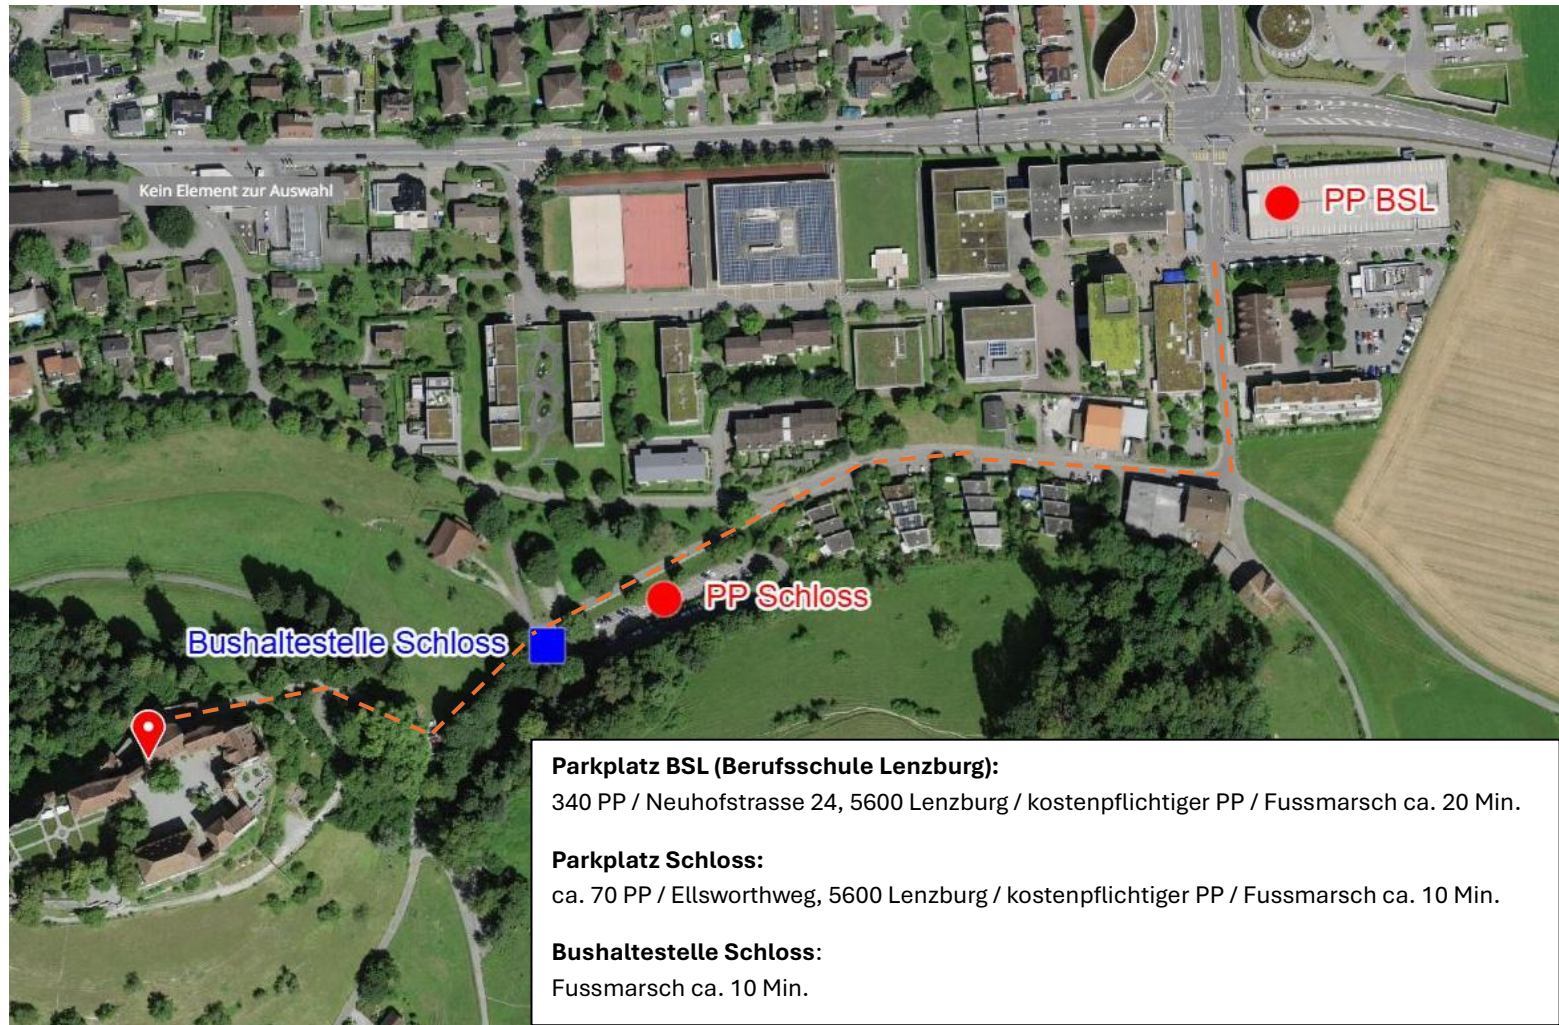 Kein Element zur Auswahl
PP BSL
PP Schloss
Bushaltestelle Schloss
Parkplatz BSL (Berufsschule Lenzburg):
340 PP / Neuhofstrasse 24, 5600 Lenzburg / kostenpflichtiger PP / Fussmarsch ca. 20 Min.
Parkplatz Schloss:
ca. 70 PP / Ellsworthweg, 5600 Lenzburg / kostenpflichtiger PP / Fussmarsch ca. 10 Min.
Bushaltestelle Schloss:
Fussmarsch ca. 10 Min.